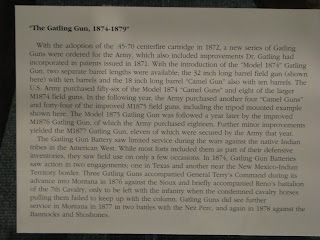 "The Gatling Gun, 1874-1879"
With the adoption of the .45-70 centerfire cartridge in 1872, a new series of Gatling
Guns were ordered for the Army, which also included improvements Dr. Gatling had
incorporated in patents issued in 1871. With the introduction of the "Model 1874" Gatling
Gun, two separate barrel lengths were available; the 32 inch long barrel field gun (shown
here) with ten barrels and the 18 inch long barrel "Camel Gun" also with ten barrels. The
U.S. Army purchased fifty-six of the Model 1874 "Camel Guns" and eight of the larger
M1874 field guns. In the following year, the Army purchased another four "Camel Guns"
and forty-four of the improved M1875 field guns, including the tripod mounted example
shown here. The Model 1875 Gatling Gun was followed a year later by the improved
M1876 Gatling Gun, of which the Army purchased eighteen. Further minor improvements
yielded the M1877 Gatling Gun, eleven of which were secured by the Army that year.
The Gatling Gun Battery saw limited service during the wars against the native Indian
tribes in the American West. While most forts included them as part of their defensive
inventories, they saw field use on only a few occasions. In 1874, Gatling Gun Batteries
saw action in two engagements; one in Texas and another near the New Mexico-Indian
Territory border. Three Gatling Guns accompanied General Terry's Command during its
advance into Montana in 1876 against the Sioux and briefly accompanied Reno's battalion
of the 7th Cavalry, only to be left with the infantry when the condemned cavalry horses
pulling them failed to keep up with the column. Gatling Guns did see further
service in Montana in 1877 in two battles with the Nez Perc, and again in 1878 against the
Bannocks and Shoshones.